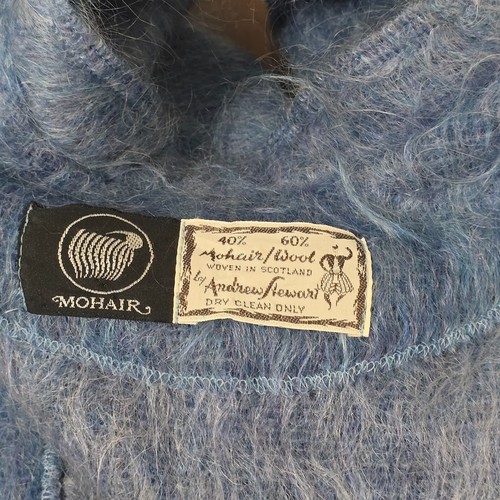 MOHAIR
40% 60%
Mohair/Wool
WOVEN IN SCOTLAND
by Andrew Stewart
DRY CLEAN ONLY